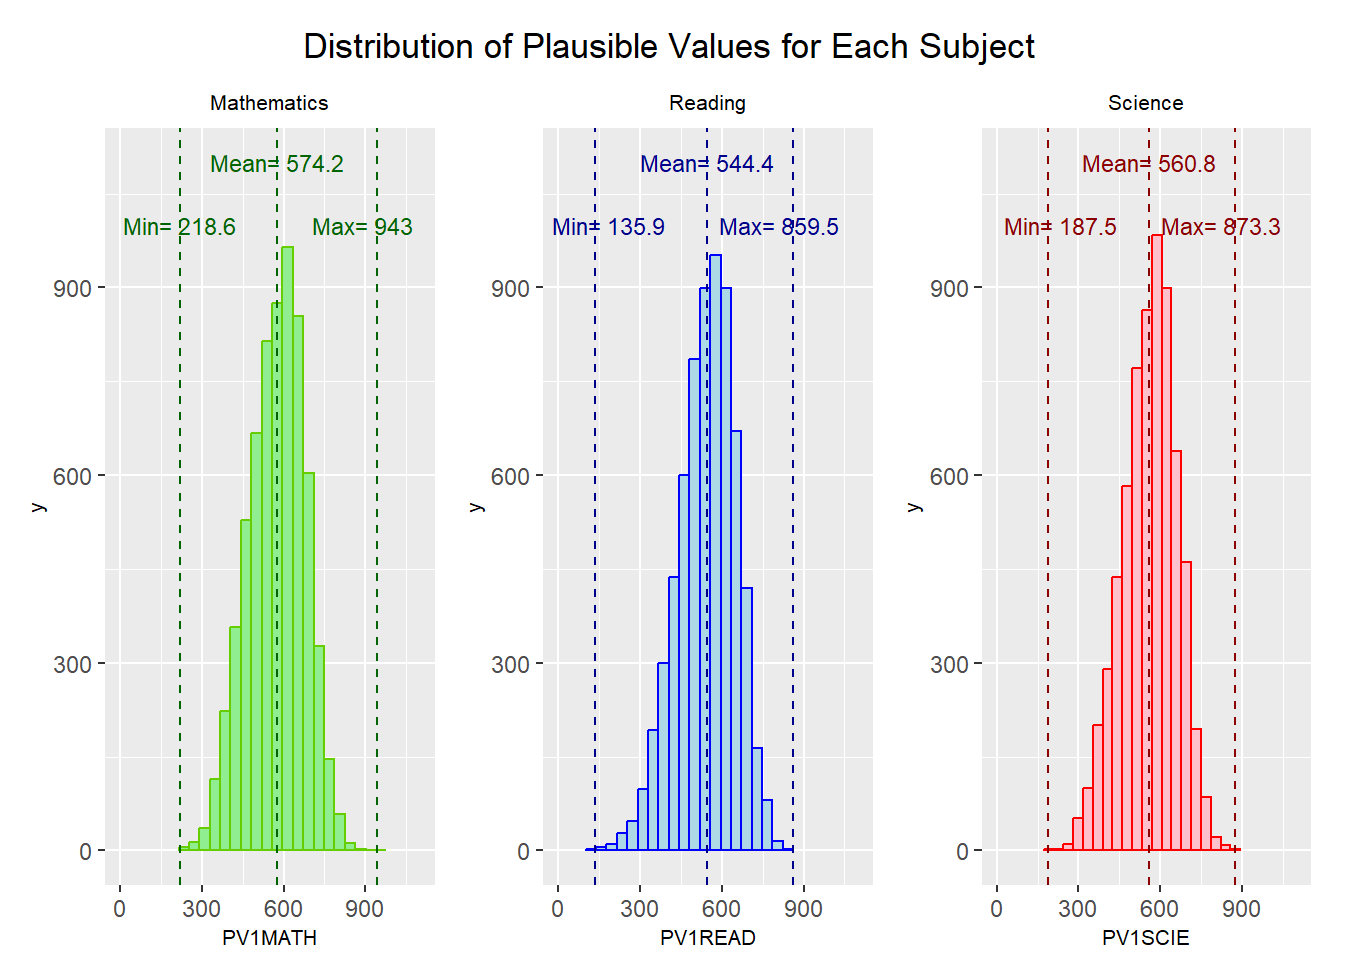 Distribution of Plausible Values for Each Subject
Mathematics
Mean= 574.2
Min= 218.6
Max= 943
900
600
300
0
y
0 300 600 900
PV1MATH
Reading
Mean= 544.4
Min= 135.9
Max= 859.5
900
600
300
0
y
0 300 600 900
PV1READ
Science
Mean= 560.8
Min= 187.5
Max= 873.3
900
600
300
0
y
0 300 600 900
PV1SCIE